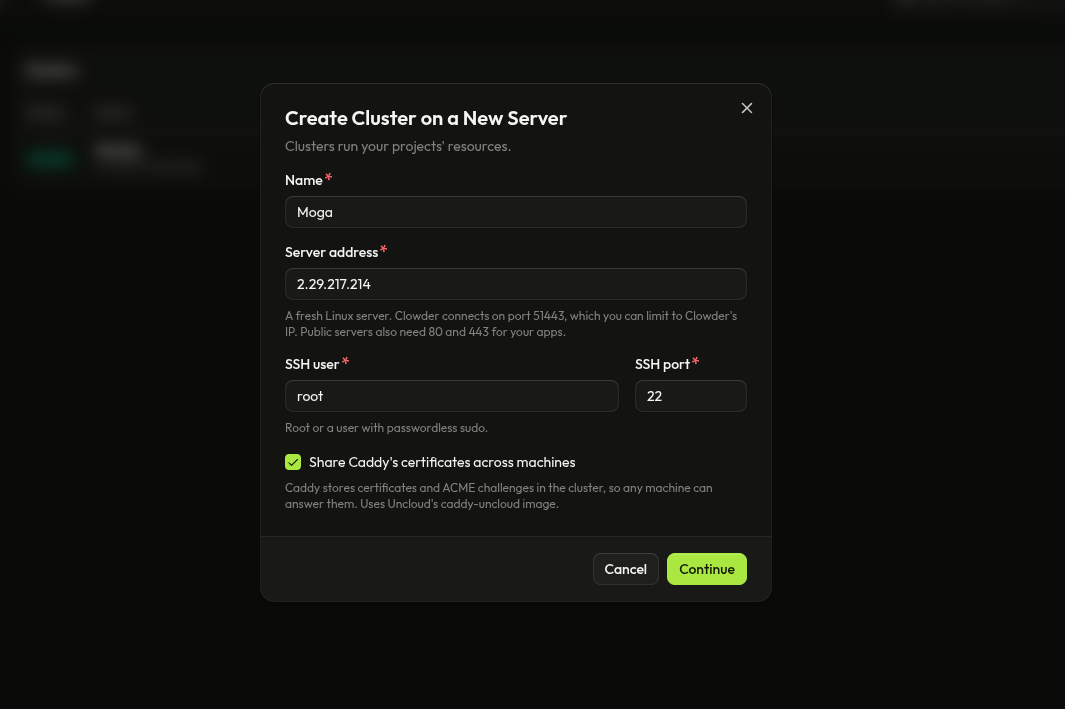 Create Cluster on a New Server
Clusters run your projects' resources.
Name*
Moga
Server address*
2.29.217.214
A fresh Linux server. Clowder connects on port 51443, which you can limit to Clowder's
IP. Public servers also need 80 and 443 for your apps.
SSH user* SSH port*
root 22
Root or a user with passwordless sudo.
Share Caddy's certificates across machines
Caddy stores certificates and ACME challenges in the cluster, so any machine can
answer them. Uses Uncloud's caddy-uncloud image.
Cancel Continue